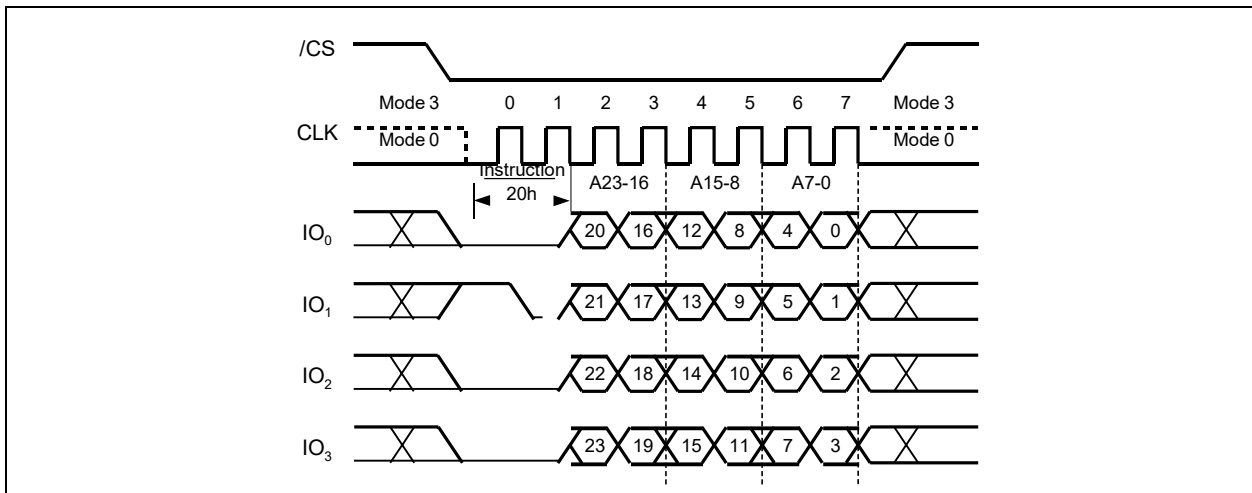 /CS
Mode 3 0 1 2 3 4 5 6 7 Mode 3
CLK
Mode 0 Mode 0
Instruction
A23-16 A15-8 A7-0
20h
IO0 20 16 12 8 4 0
IO1 21 17 13 9 5 1
IO2 22 18 14 10 6 2
IO3 23 19 15 11 7 3